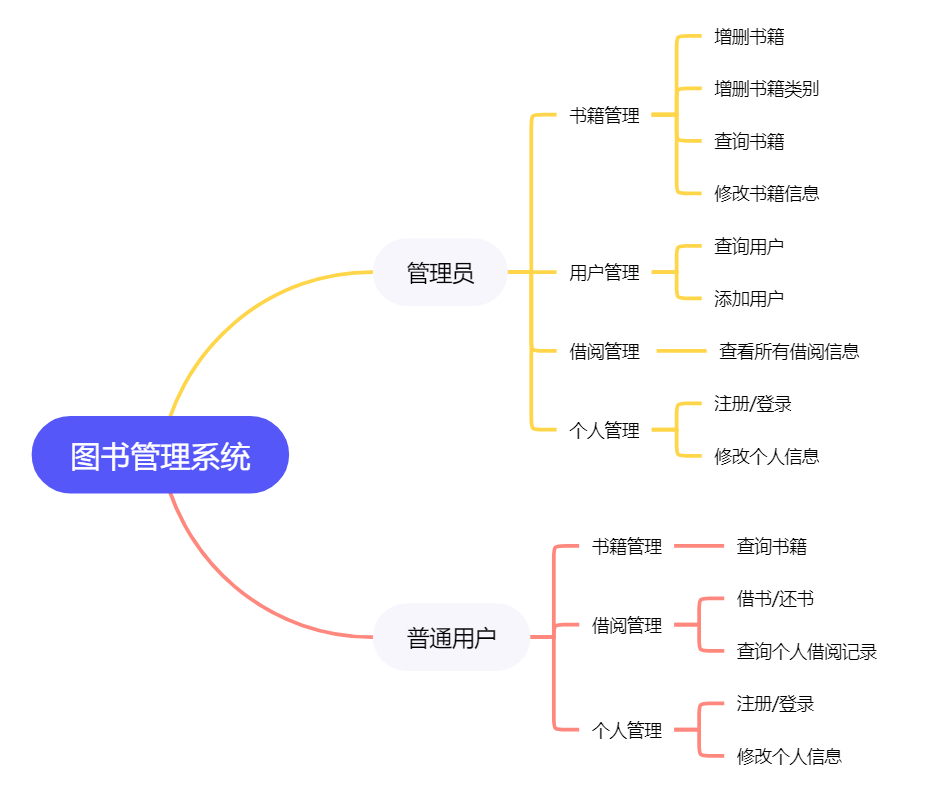 图书管理系统
管理员
书籍管理
增删书籍
增删书籍类别
查询书籍
修改书籍信息
用户管理
查询用户
添加用户
借阅管理
查看所有借阅信息
个人管理
注册/登录
修改个人信息
普通用户
书籍管理
查询书籍
借阅管理
借书/还书
查询个人借阅记录
个人管理
注册/登录
修改个人信息